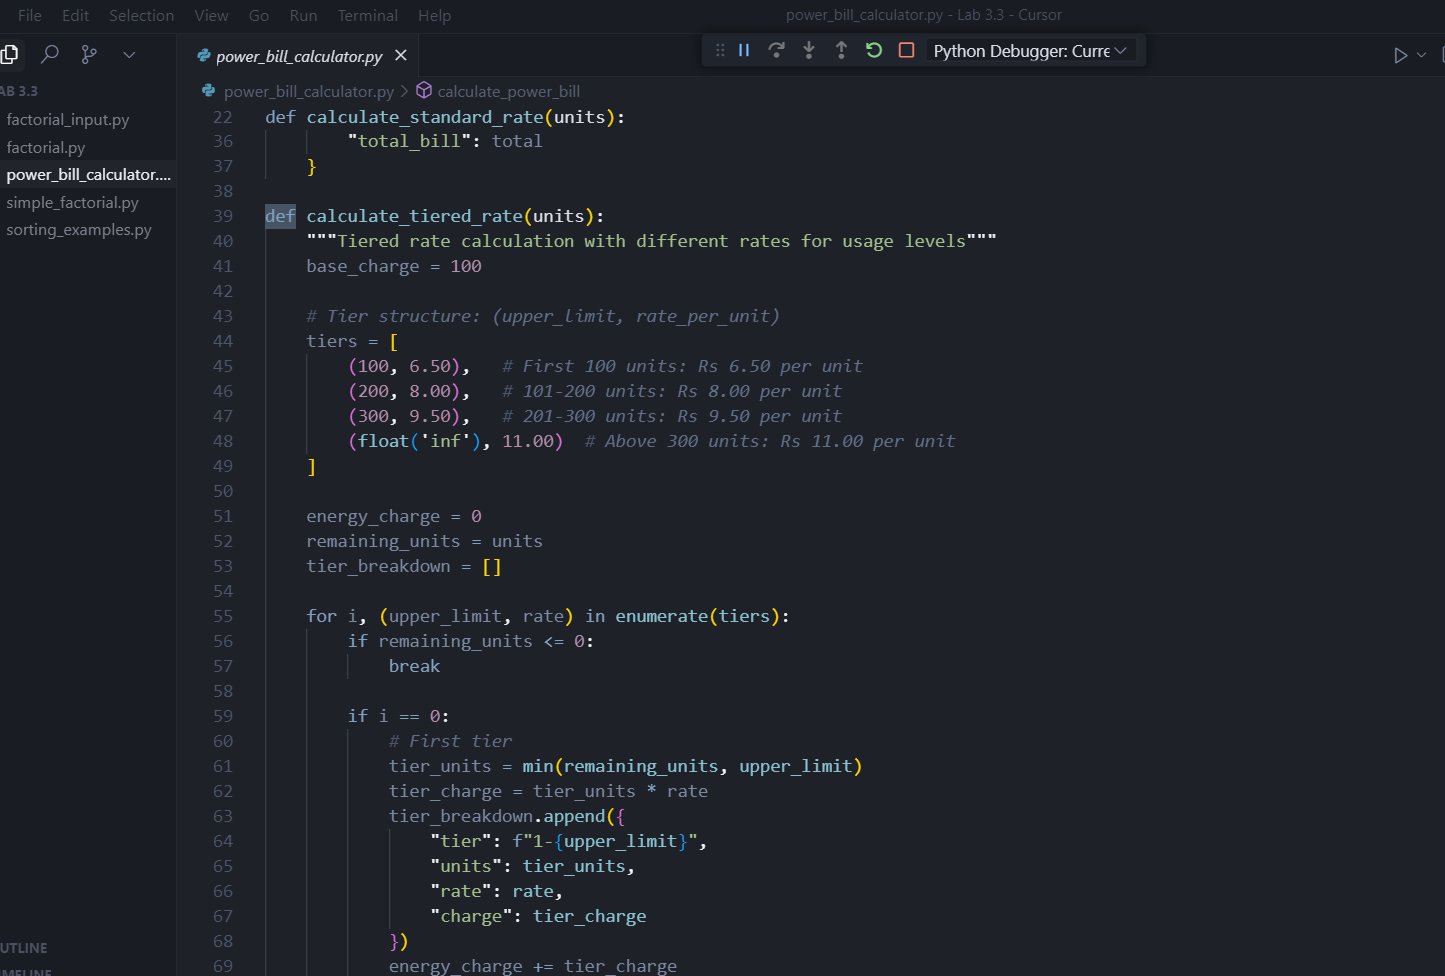 File Edit Selection View Go Run Terminal Help
power_bill_calculator.py - Lab 3.3 - Cursor
power_bill_calculator.py
Python Debugger: Curre
AB 3.3
factorial_input.py
factorial.py
power_bill_calculator....
simple_factorial.py
sorting_examples.py
UTLINE
MELINE
power_bill_calculator.py > calculate_power_bill
22 def calculate_standard_rate(units):
36 "total_bill": total
37 }
38
39 def calculate_tiered_rate(units):
40 """Tiered rate calculation with different rates for usage levels"""
41 base_charge = 100
42
43 # Tier structure: (upper_limit, rate_per_unit)
44 tiers = [
45 (100, 6.50), # First 100 units: Rs 6.50 per unit
46 (200, 8.00), # 101-200 units: Rs 8.00 per unit
47 (300, 9.50), # 201-300 units: Rs 9.50 per unit
48 (float('inf'), 11.00) # Above 300 units: Rs 11.00 per unit
49 ]
50
51 energy_charge = 0
52 remaining_units = units
53 tier_breakdown = []
54
55 for i, (upper_limit, rate) in enumerate(tiers):
56 if remaining_units <= 0:
57 break
58
59 if i == 0:
60 # First tier
61 tier_units = min(remaining_units, upper_limit)
62 tier_charge = tier_units * rate
63 tier_breakdown.append({
64 "tier": f"1-{upper_limit}",
65 "units": tier_units,
66 "rate": rate,
67 "charge": tier_charge
68 })
69 energy_charge += tier_charge